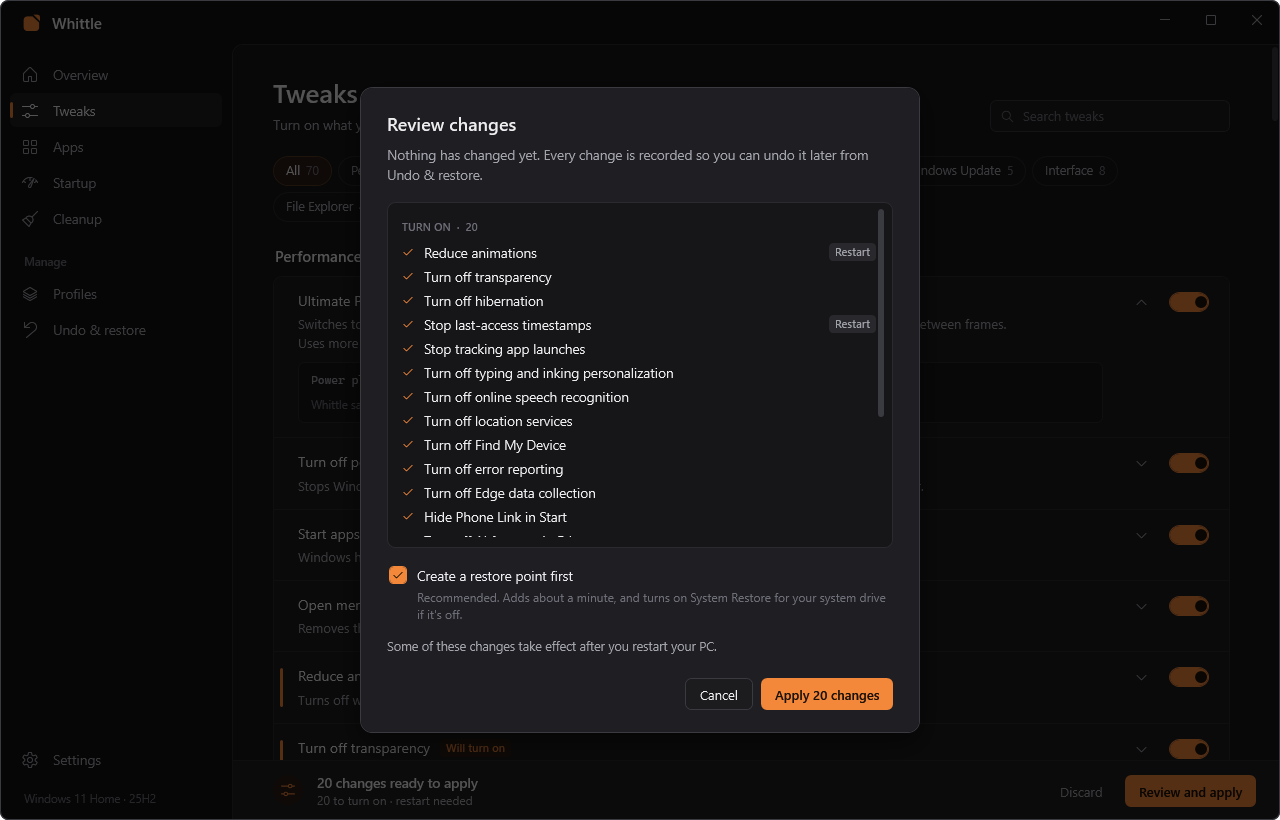 Whittle
Overview
Tweaks
Apps
Startup
Cleanup
Manage
Profiles
Undo & restore
Settings
Windows 11 Home · 25H2
Tweaks
Turn on what
Search tweaks
All 70
ndows Update 5
Interface 8
File Explorer
Performance
Ultimate
Switches to
etween frames.
Uses more
Power
Whittle
Turn off
Stops
Start apps
Windows
Open
Removes
Reduce
Turns off
Turn off transparency Will turn on
Review changes
Nothing has changed yet. Every change is recorded so you can undo it later from
Undo & restore.
TURN ON · 20
Reduce animations Restart
Turn off transparency
Turn off hibernation
Stop last-access timestamps Restart
Stop tracking app launches
Turn off typing and inking personalization
Turn off online speech recognition
Turn off location services
Turn off Find My Device
Turn off error reporting
Turn off Edge data collection
Hide Phone Link in Start
Create a restore point first
Recommended. Adds about a minute, and turns on System Restore for your system drive
if it's off.
Some of these changes take effect after you restart your PC.
Cancel
Apply 20 changes
20 changes ready to apply
20 to turn on · restart needed
Discard
Review and apply